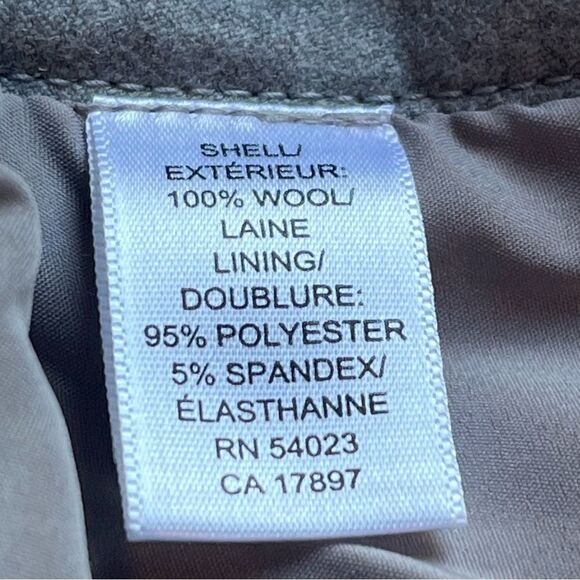 SHELL/
EXTÉRIEUR:
100% WOOL/
LAINE
LINING/
DOUBLURE:
95% POLYESTER
5% SPANDEX/
ÉLASTHANNE
RN 54023
CA 17897